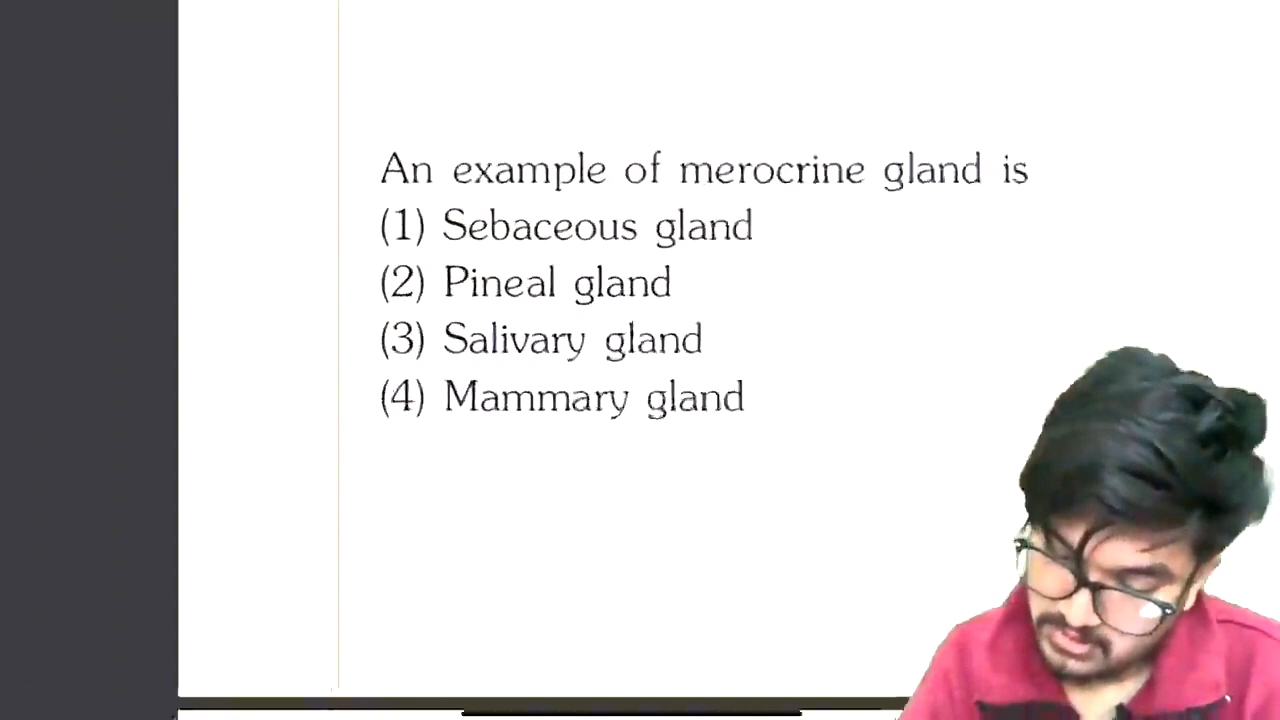 An example of merocrine gland is
(1) Sebaceous gland
(2) Pineal gland
(3) Salivary gland
(4) Mammary gland